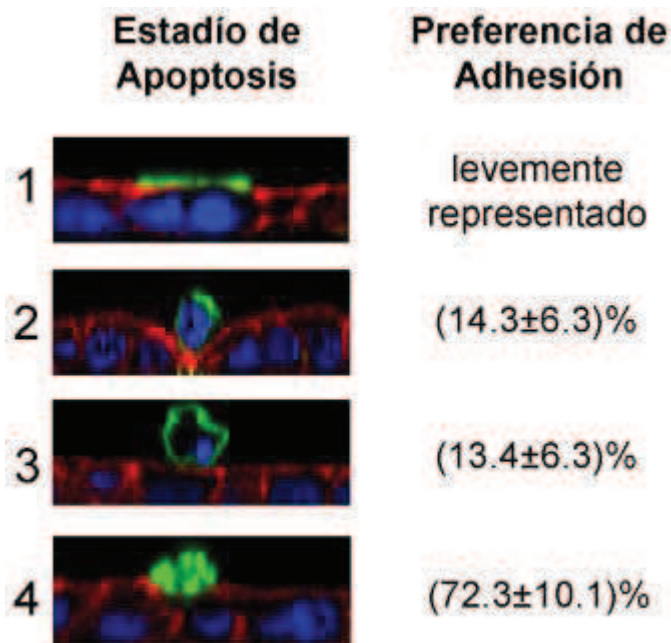 Estadío de Apoptosis
Preferencia de Adhesión
1
levemente representado
2
(14.3±6.3)%
3
(13.4±6.3)%
4
(72.3±10.1)%